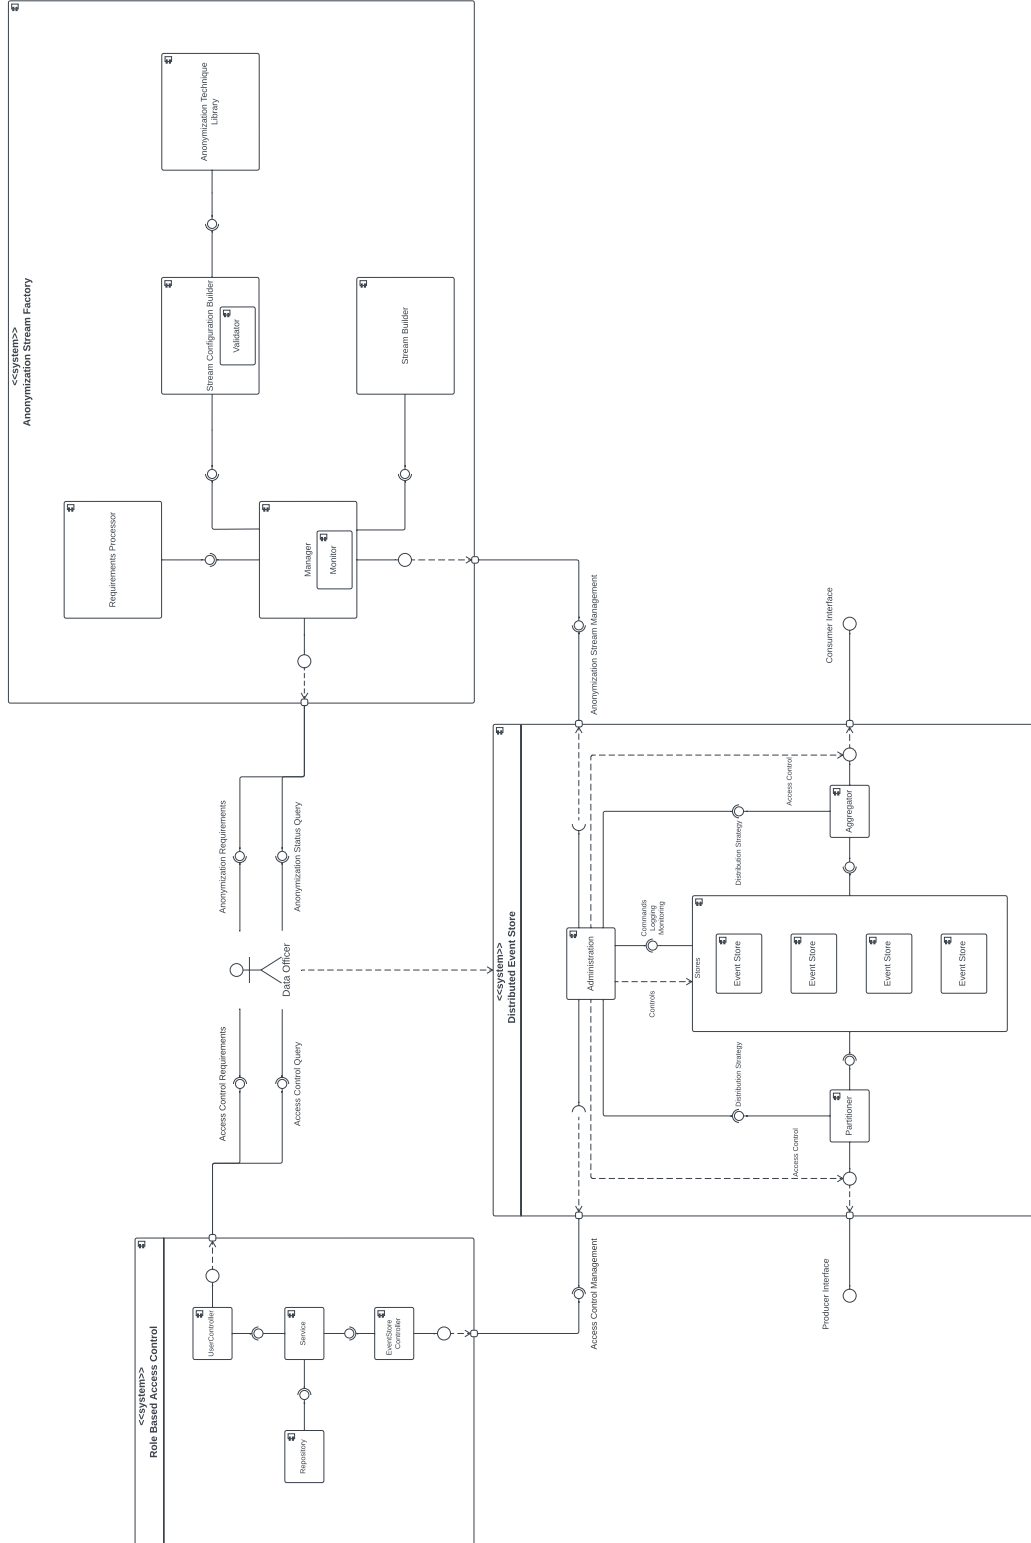 <<system>>
Role Based Access Control
UserController
Service
EventStore
Controller
Repository
Access Control Requirements
Access Control Query
Data Officer
Anonymization Requirements
Anonymization Status Query
<<system>>
Anonymization Stream Factory
Requirements Processor
Manager
Monitor
Stream Configuration Builder
Validator
Stream Builder
Anonymization Technique
Library
Access Control Management
Anonymization Stream Management
<<system>>
Distributed Event Store
Administration
Controls
Commands
Logging
Monitoring
Stores
Event Store
Event Store
Event Store
Event Store
Distribution Strategy
Distribution Strategy
Access Control
Access Control
Partitioner
Aggregator
Producer Interface
Consumer Interface